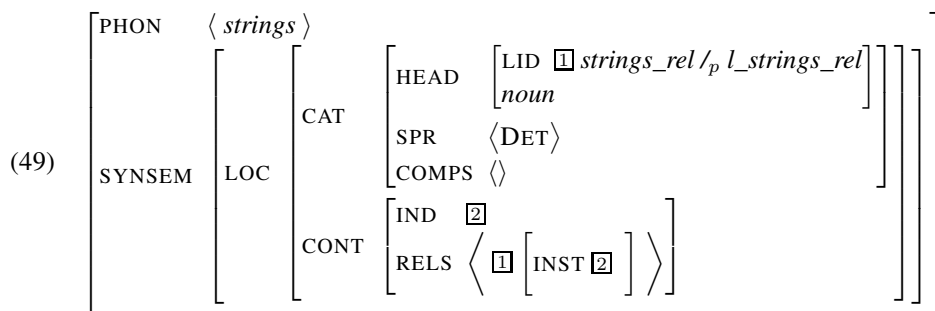 PHON ⟨ strings ⟩
HEAD [LID 1 strings_rel /p l_strings_rel
noun]
CAT
SPR ⟨DET⟩
(49) SYNSEM LOC COMPS ⟨⟩
IND 2
CONT
RELS ⟨ 1 [INST 2] ⟩